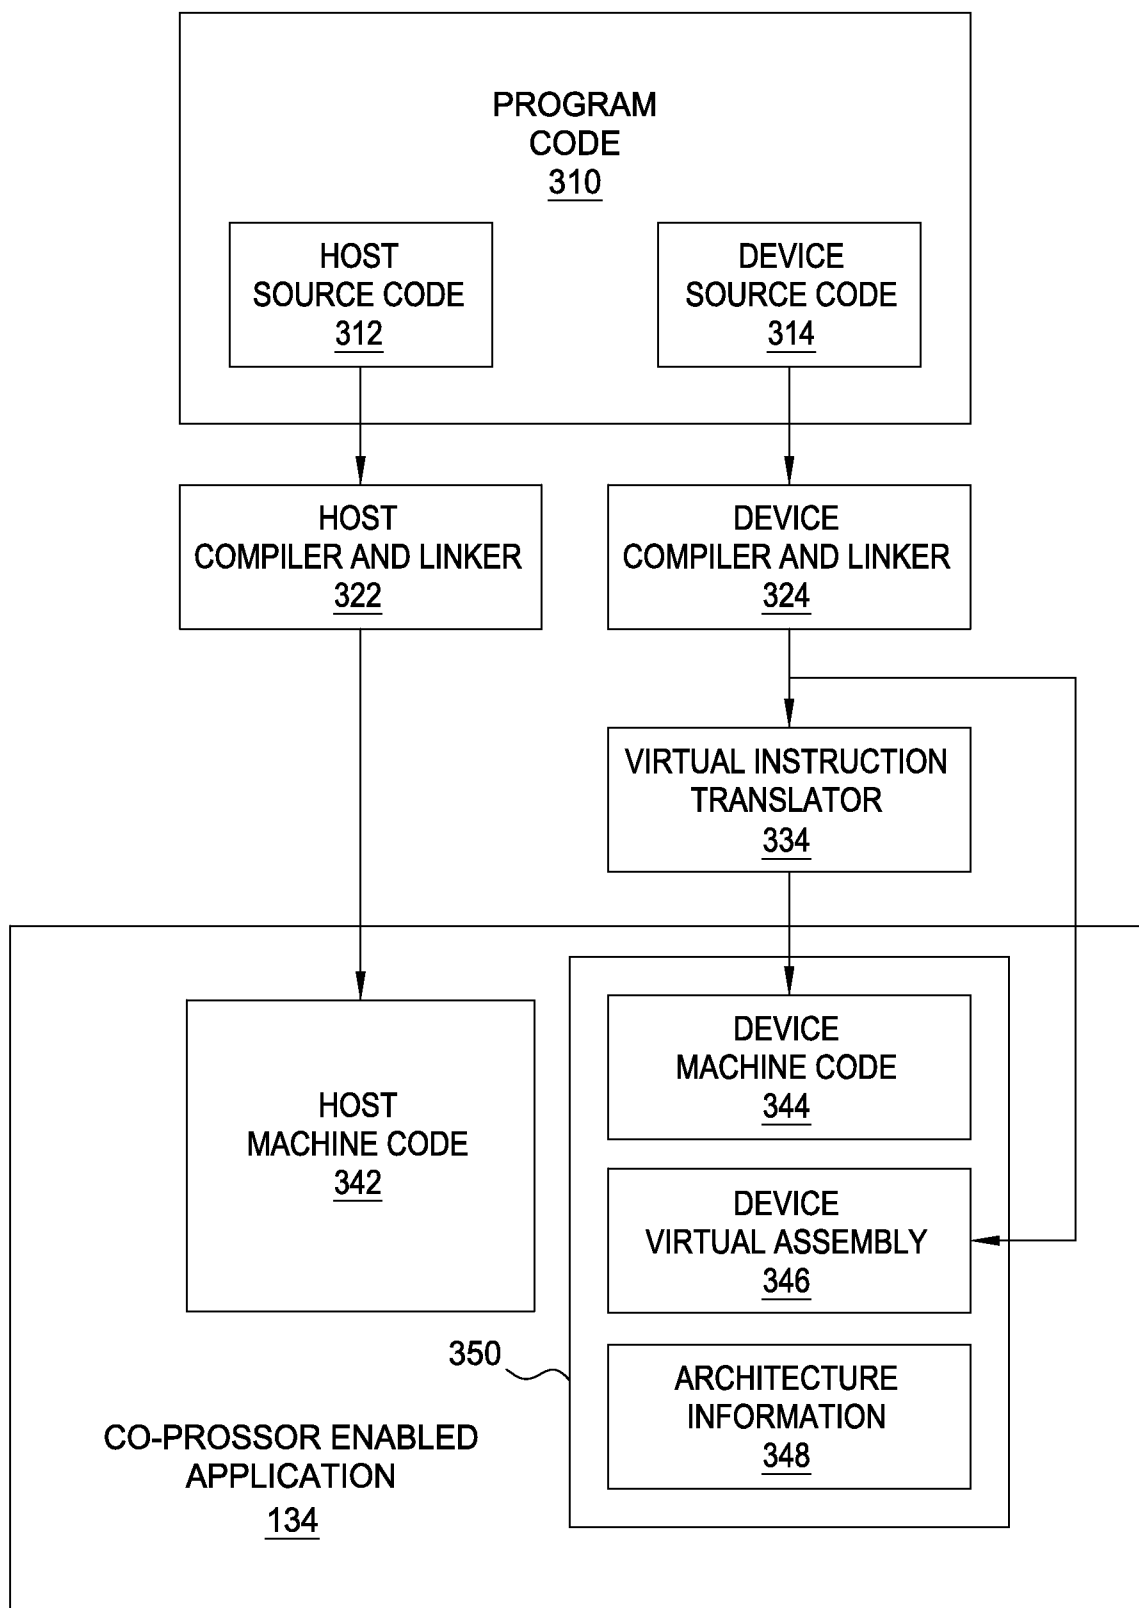 PROGRAM
CODE
310
HOST
SOURCE CODE
312
DEVICE
SOURCE CODE
314
HOST
COMPILER AND LINKER
322
DEVICE
COMPILER AND LINKER
324
VIRTUAL INSTRUCTION
TRANSLATOR
334
HOST
MACHINE CODE
342
DEVICE
MACHINE CODE
344
DEVICE
VIRTUAL ASSEMBLY
346
350
ARCHITECTURE
INFORMATION
348
CO-PROSSOR ENABLED
APPLICATION
134